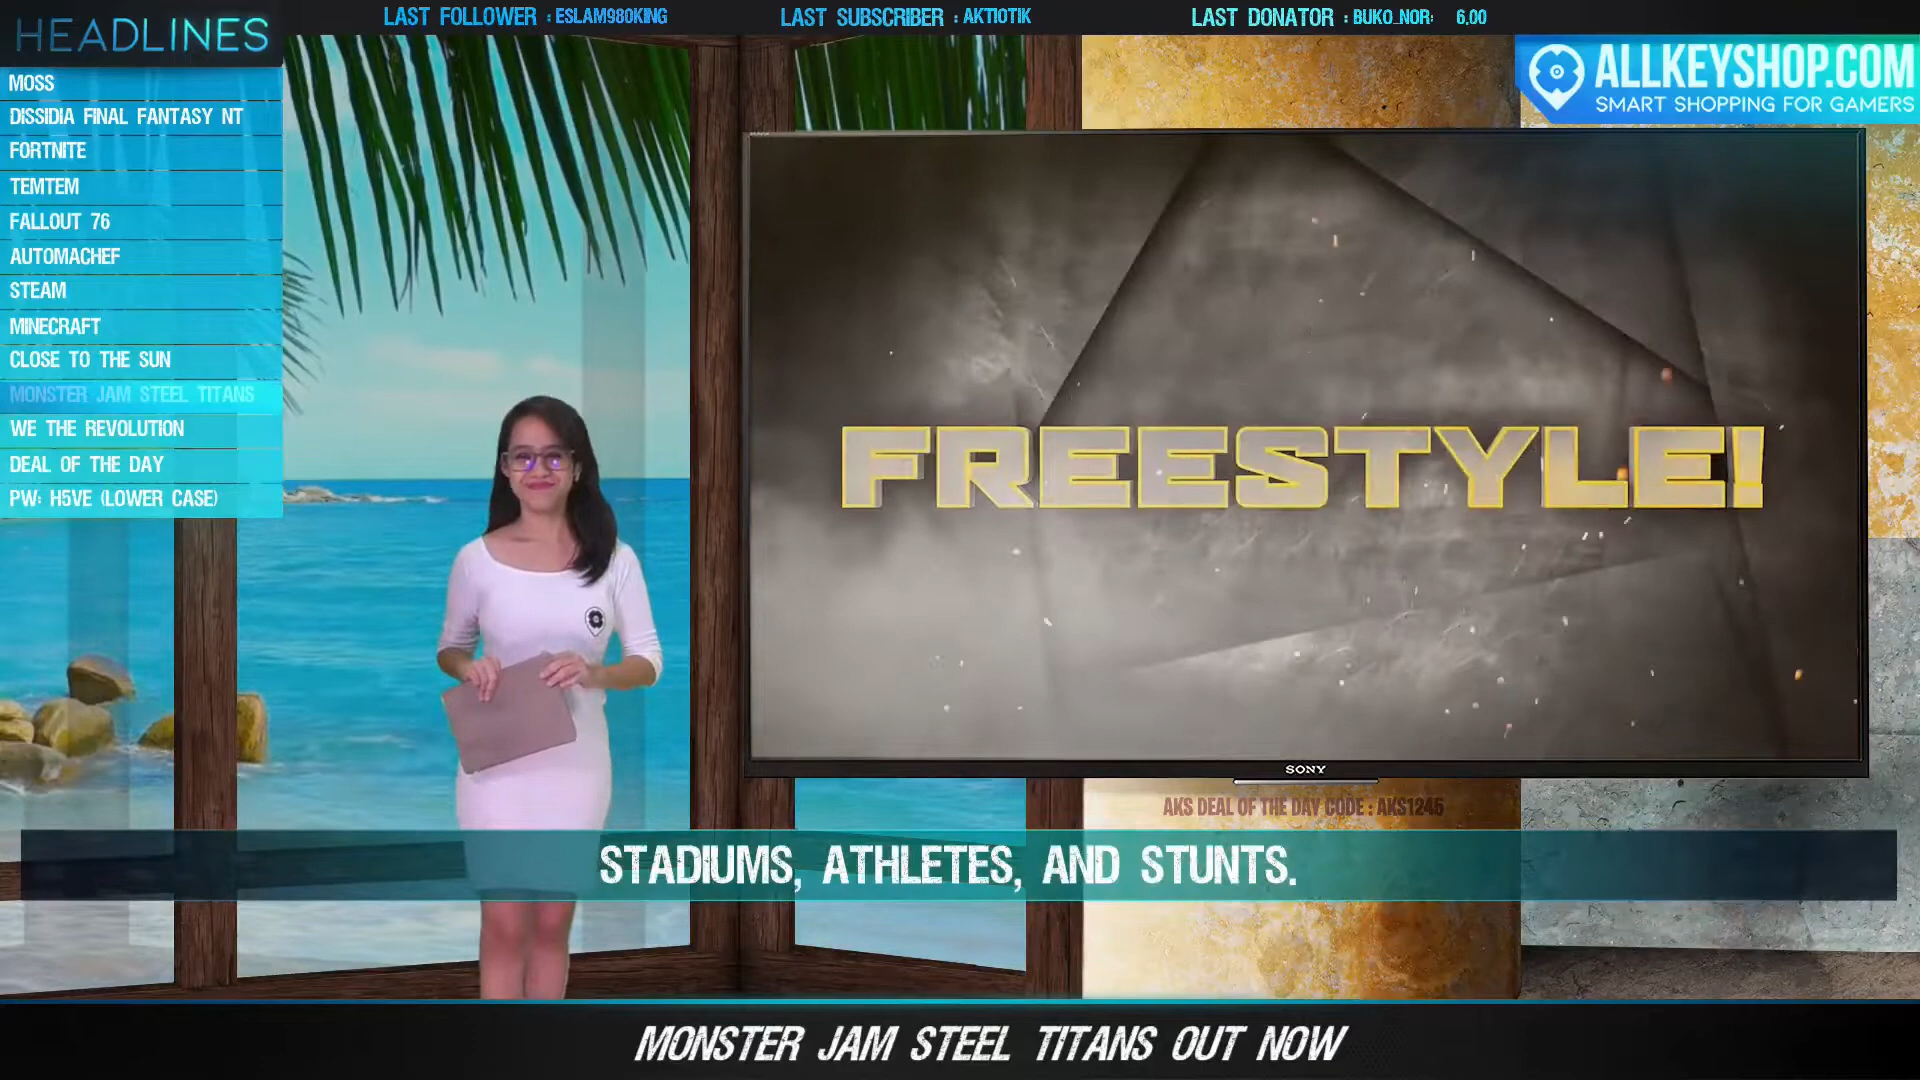 HEADLINES
LAST FOLLOWER : ESLAM980KING
LAST SUBSCRIBER : AKTIOTIK
LAST DONATOR : BUKO_NOR: 6.00
ALLKEYSHOP.COM
SMART SHOPPING FOR GAMERS
MOSS
DISSIDIA FINAL FANTASY NT
FORTNITE
TEMTEM
FALLOUT 76
AUTOMACHEF
STEAM
MINECRAFT
CLOSE TO THE SUN
MONSTER JAM STEEL TITANS
WE THE REVOLUTION
DEAL OF THE DAY
PW: H5VE (LOWER CASE)
FREESTYLE!
SONY
AKS DEAL OF THE DAY CODE : AKS1245
STADIUMS, ATHLETES, AND STUNTS.
MONSTER JAM STEEL TITANS OUT NOW